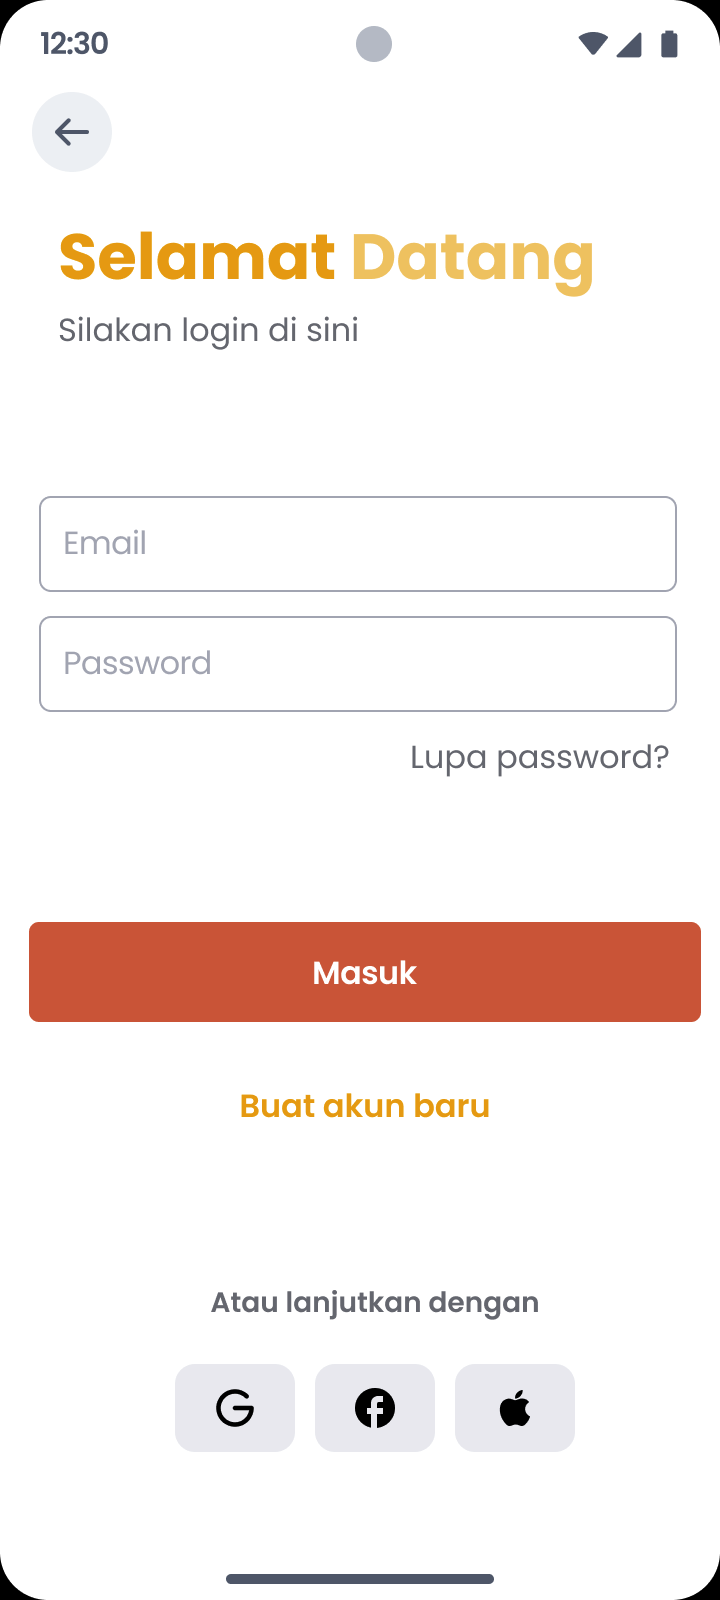 12:30
Selamat Datang
Silakan login di sini
Email
Password
Lupa password?
Masuk
Buat akun baru
Atau lanjutkan dengan